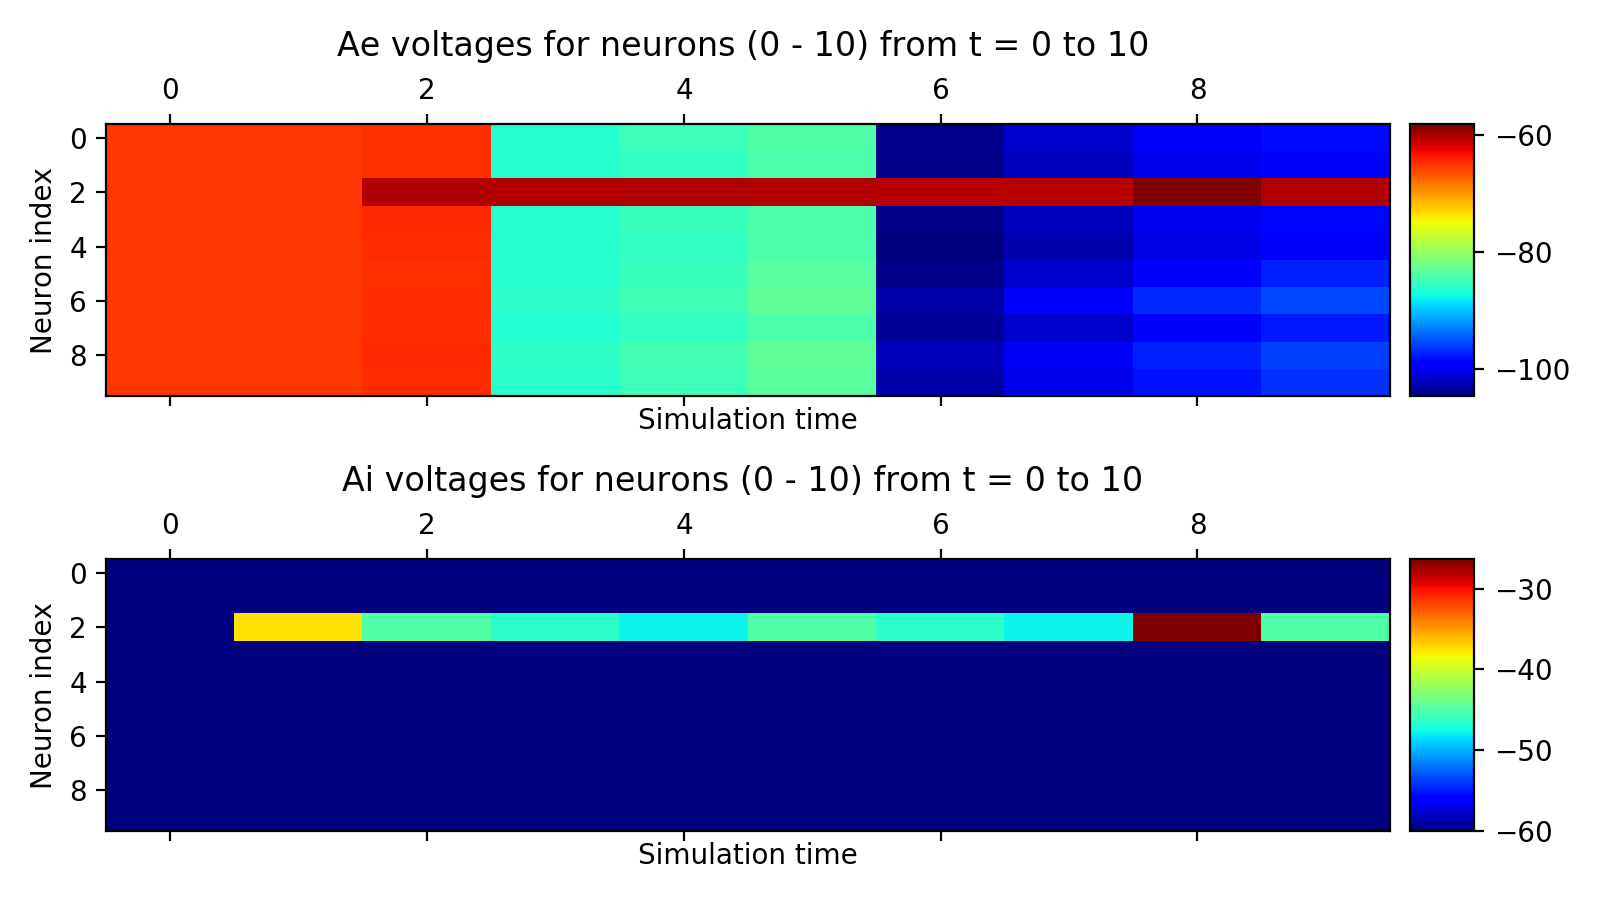 Ae voltages for neurons (0 - 10) from t = 0 to 10
0 2 4 6 8
Neuron index
0
2
4
6
8
−60
−80
−100
Simulation time
Ai voltages for neurons (0 - 10) from t = 0 to 10
0 2 4 6 8
Neuron index
0
2
4
6
8
−30
−40
−50
−60
Simulation time